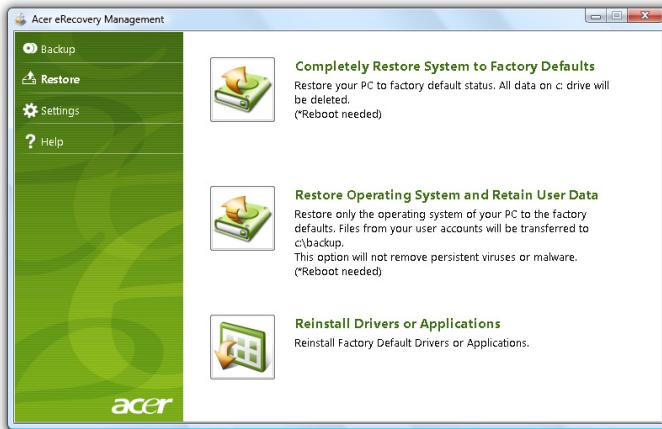 Acer eRecovery Management
Backup
Restore
Settings
? Help
acer
Completely Restore System to Factory Defaults
Restore your PC to factory default status. All data on c: drive will
be deleted.
(*Reboot needed)
Restore Operating System and Retain User Data
Restore only the operating system of your PC to the factory
defaults. Files from your user accounts will be transferred to
c:\backup.
This option will not remove persistent viruses or malware.
(*Reboot needed)
Reinstall Drivers or Applications
Reinstall Factory Default Drivers or Applications.